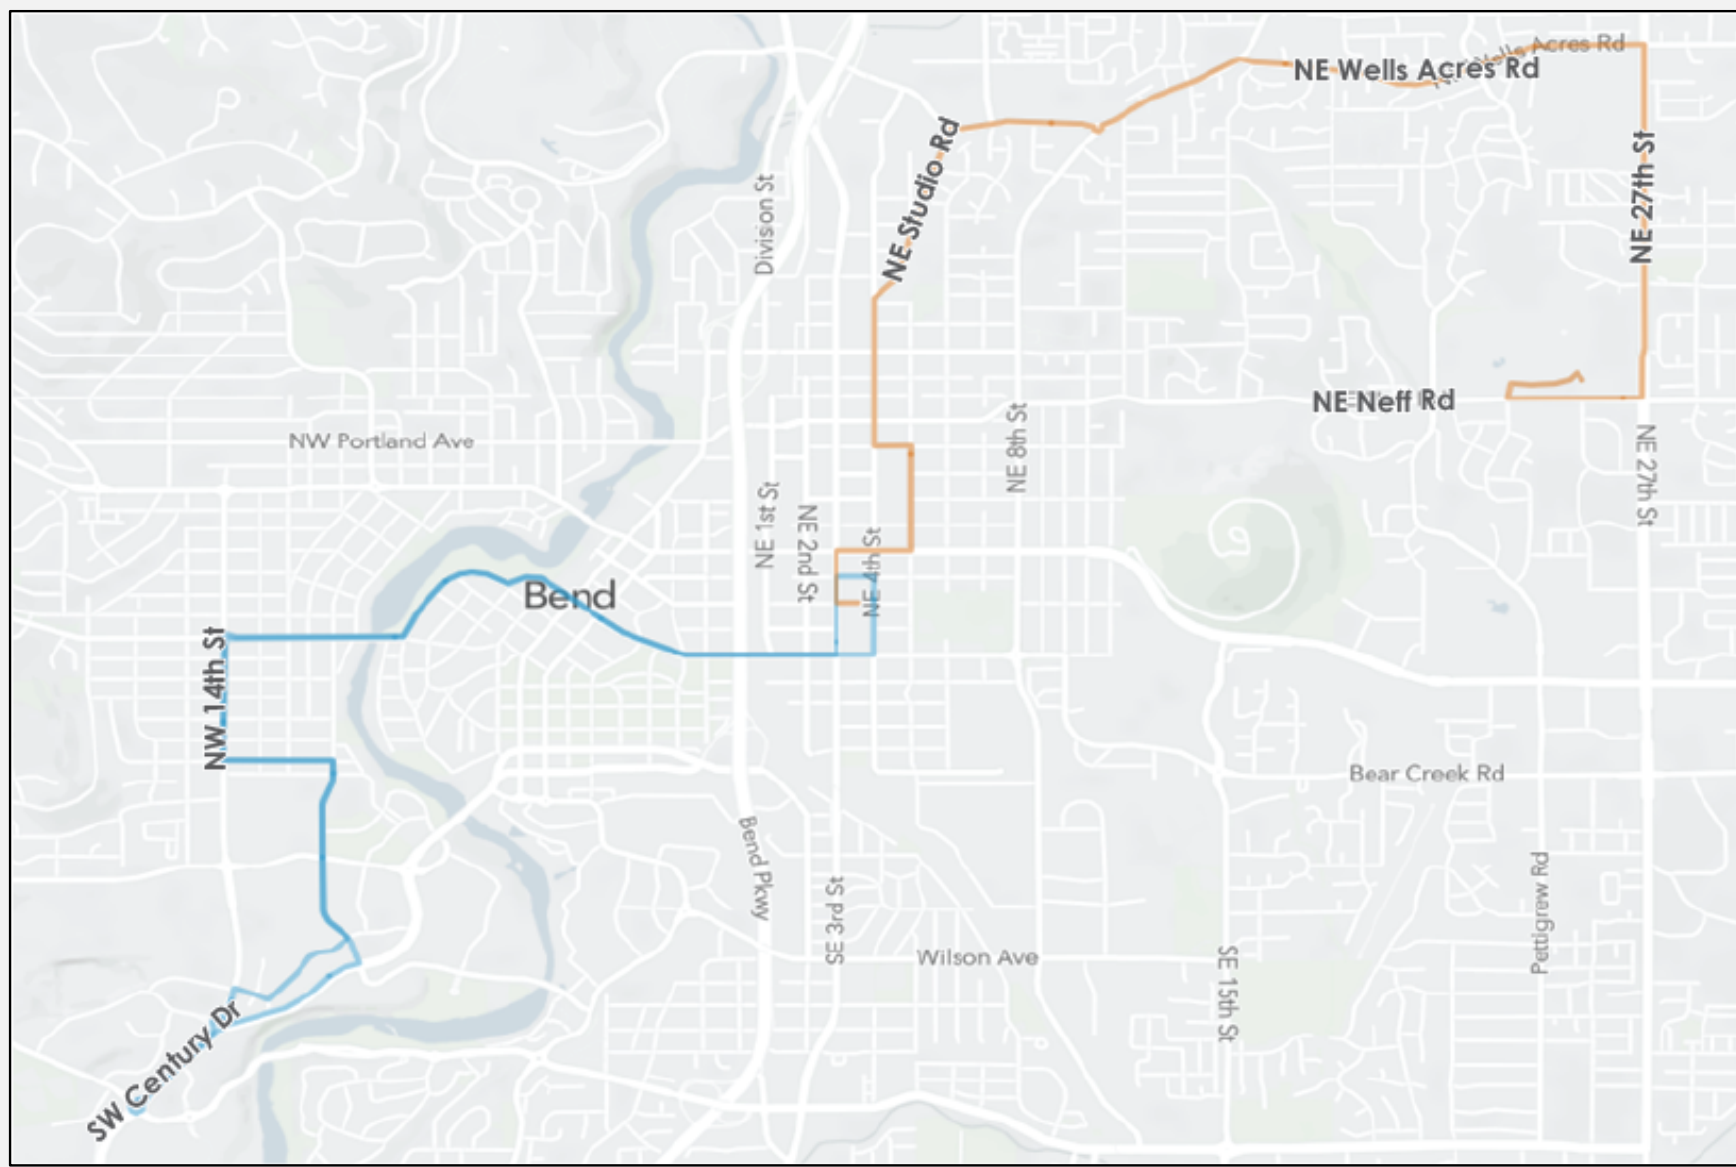 NE Wells Acres Rd
Wells Acres Rd
NE Studio Rd
NE 27th St
Division St
NE Neff Rd
NW Portland Ave
NE 8th St
NE 27th St
NE 1st St
NE 2nd St
NE 4th St
Bend
NW 14th St
Bear Creek Rd
Bend Pkwy
SE 3rd St
Pettigrew Rd
Wilson Ave
SE 15th St
SW Century Dr